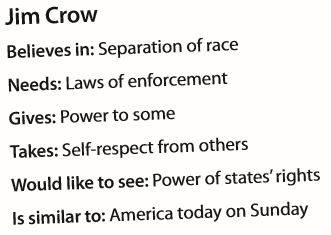 Jim Crow
Believes in: Separation of race
Needs: Laws of enforcement
Gives: Power to some
Takes: Self-respect from others
Would like to see: Power of states' rights
Is similar to: America today on Sunday